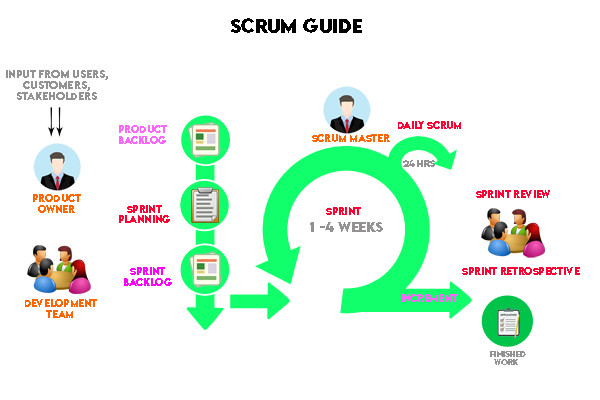 SCRUM GUIDE
INPUT FROM USERS,
CUSTOMERS,
STAKEHOLDERS
PRODUCT
OWNER
DEVELOPMENT
TEAM
PRODUCT
BACKLOG
SPRINT
PLANNING
SPRINT
BACKLOG
SCRUM MASTER
DAILY SCRUM
24 HRS
SPRINT
1 -4 WEEKS
INCREMENT
SPRINT REVIEW
SPRINT RETROSPECTIVE
FINISHED
WORK